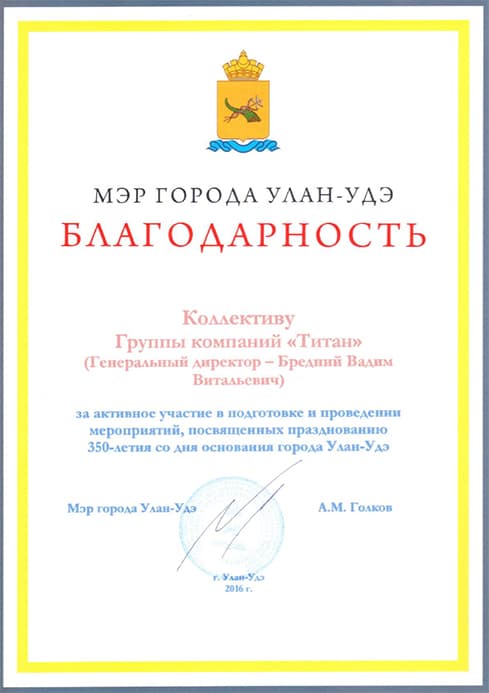 МЭР ГОРОДА УЛАН-УДЭ
БЛАГОДАРНОСТЬ
Коллективу
Группы компаний «Титан»
(Генеральный директор – Бредний Вадим
Витальевич)
за активное участие в подготовке и проведении
мероприятий, посвященных празднованию
350-летия со дня основания города Улан-Удэ
Мэр города Улан-Удэ А.М. Голков
г. Улан-Удэ
2016 г.